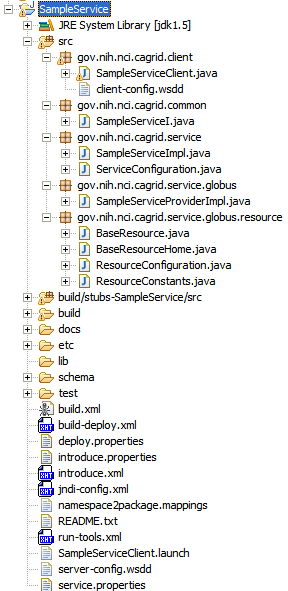 SampleService
JRE System Library [jdk1.5]
src
gov.nih.nci.cagrid.client
SampleServiceClient.java
client-config.wsdd
gov.nih.nci.cagrid.common
SampleServiceI.java
gov.nih.nci.cagrid.service
SampleServiceImpl.java
ServiceConfiguration.java
gov.nih.nci.cagrid.service.globus
SampleServiceProviderImpl.java
gov.nih.nci.cagrid.service.globus.resource
BaseResource.java
BaseResourceHome.java
ResourceConfiguration.java
ResourceConstants.java
build/stubs-SampleService/src
build
docs
etc
lib
schema
test
build.xml
build-deploy.xml
deploy.properties
introduce.properties
introduce.xml
jndi-config.xml
namespace2package.mappings
README.txt
run-tools.xml
SampleServiceClient.launch
server-config.wsdd
service.properties